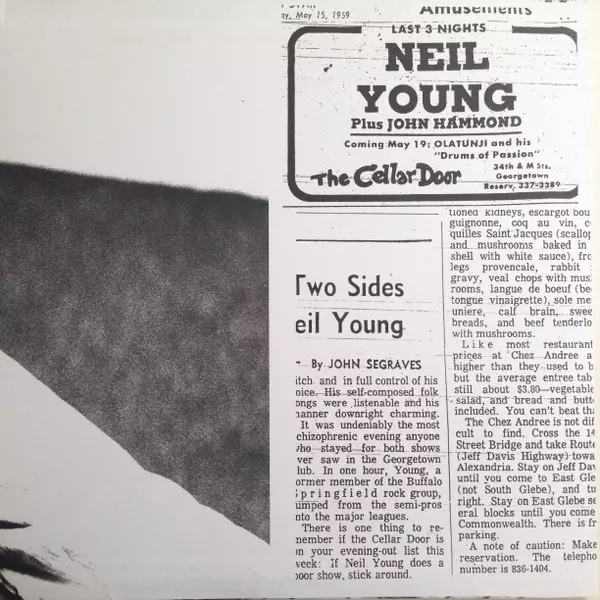 May 15, 1959
Amusements
LAST 3 NIGHTS
NEIL
YOUNG
Plus JOHN HAMMOND
Coming May 19: OLATUNJI and his
"Drums of Passion"
The Cellar Door
34th & M Sts.
Georgetown
Reserv. 337-3389
Two Sides
eil Young
By JOHN SEGRAVES
itch and in full control of his
oice. His self-composed folk
ongs were listenable and his
anner downright charming.
It was undeniably the most
chizophrenic evening anyone
who stayed for both shows
ver saw in the Georgetown
lub. In one hour, Young, a
ormer member of the Buffalo
Springfield rock group,
umped from the semi-pros
nto the major leagues.
There is one thing to re-
member if the Cellar Door is
on your evening-out list this
week: If Neil Young does a
poor show, stick around.
tioned kidneys, escargot bou
guignonne, coq au vin, c
quilles Saint Jacques (scallop
and mushrooms baked in
shell with white sauce), fro
legs provencale, rabbit
gravy, veal chops with mus
rooms, langue de boeuf (be
tongue vinaigrette), sole me
uniere, calf brain, swee
breads, and beef tenderlo
with mushrooms.
Like most restaurant
prices at Chez Andree a
higher than they used to b
but the average entree tab
still about $3.80—vegetable
salad, and bread and butt
included. You can't beat tha
The Chez Andree is not dif
cult to find. Cross the 14
Street Bridge and take Route
(Jeff Davis Highway) towa
Alexandria. Stay on Jeff Dav
until you come to East Gle
(not South Glebe), and tu
right. Stay on East Glebe se
eral blocks until you come
Commonwealth. There is fr
parking.
A note of caution: Make
reservation. The telepho
number is 836-1404.